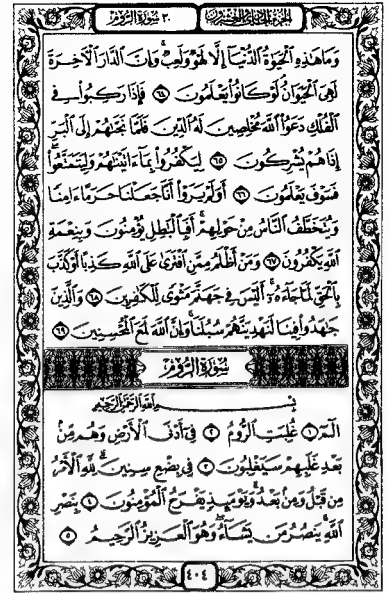 الجزء الحادي والعشرون
٣٠ سورة الروم
وَمَا هَٰذِهِ ٱلْحَيَوٰةُ ٱلدُّنْيَآ إِلَّا لَهْوٌ وَلَعِبٌ ۚ وَإِنَّ ٱلدَّارَ ٱلْأَخِرَةَ
لَهِىَ ٱلْحَيَوَانُ ۚ لَوْ كَانُوا۟ يَعْلَمُونَ ٦٤ فَإِذَا رَكِبُوا۟ فِى
ٱلْفُلْكِ دَعَوُا۟ ٱللَّهَ مُخْلِصِينَ لَهُ ٱلدِّينَ فَلَمَّا نَجَّىٰهُمْ إِلَى ٱلْبَرِّ
إِذَا هُمْ يُشْرِكُونَ ٦٥ لِيَكْفُرُوا۟ بِمَآ ءَاتَيْنَٰهُمْ وَلِيَتَمَتَّعُوا۟ ۖ
فَسَوْفَ يَعْلَمُونَ ٦٦ أَوَلَمْ يَرَوْا۟ أَنَّا جَعَلْنَا حَرَمًا ءَامِنًا
وَيُتَخَطَّفُ ٱلنَّاسُ مِنْ حَوْلِهِمْ ۚ أَفَبِٱلْبَٰطِلِ يُؤْمِنُونَ وَبِنِعْمَةِ
ٱللَّهِ يَكْفُرُونَ ٦٧ وَمَنْ أَظْلَمُ مِمَّنِ ٱفْتَرَىٰ عَلَى ٱللَّهِ كَذِبًا أَوْ كَذَّبَ
بِٱلْحَقِّ لَمَّا جَآءَهُۥٓ ۚ أَلَيْسَ فِى جَهَنَّمَ مَثْوًى لِّلْكَٰفِرِينَ ٦٨ وَٱلَّذِينَ
جَٰهَدُوا۟ فِينَا لَنَهْدِيَنَّهُمْ سُبُلَنَا ۚ وَإِنَّ ٱللَّهَ لَمَعَ ٱلْمُحْسِنِينَ ٦٩
سورة الروم
بِسْمِ ٱللَّهِ ٱلرَّحْمَٰنِ ٱلرَّحِيمِ
الٓمٓ ١ غُلِبَتِ ٱلرُّومُ ٢ فِىٓ أَدْنَى ٱلْأَرْضِ وَهُم مِّنۢ
بَعْدِ غَلَبِهِمْ سَيَغْلِبُونَ ٣ فِى بِضْعِ سِنِينَ ۗ لِلَّهِ ٱلْأَمْرُ
مِن قَبْلُ وَمِنۢ بَعْدُ ۚ وَيَوْمَئِذٍ يَفْرَحُ ٱلْمُؤْمِنُونَ ٤ بِنَصْرِ
ٱللَّهِ ۚ يَنصُرُ مَن يَشَآءُ ۖ وَهُوَ ٱلْعَزِيزُ ٱلرَّحِيمُ ٥
٤٠٤